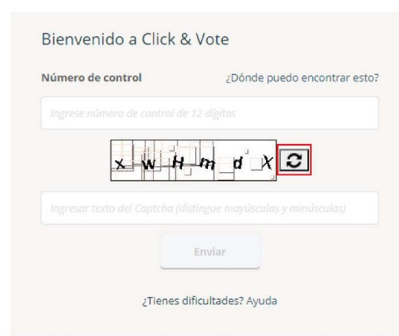 Bienvenido a Click & Vote
Número de control ¿Dónde puedo encontrar esto?
Ingrese número de control de 12 dígitos
x w H m d X
Ingresar texto del Captcha (distingue mayúsculas y minúsculas)
Enviar
¿Tienes dificultades? Ayuda